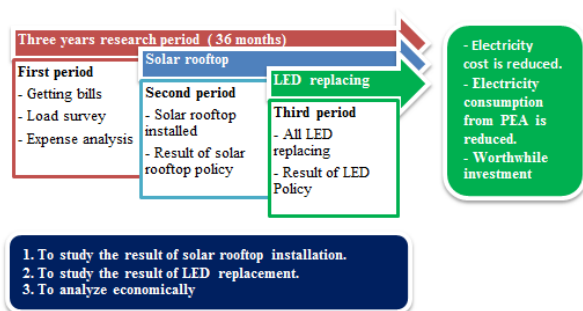 Three years research period ( 36 months)
Solar rooftop
LED replacing
First period
- Getting bills
- Load survey
- Expense analysis
Second period
- Solar rooftop
installed
- Result of solar
rooftop policy
Third period
- All LED
replacing
- Result of LED
Policy
- Electricity
cost is reduced.
- Electricity
consumption
from PEA is
reduced.
- Worthwhile
investment
1. To study the result of solar rooftop installation.
2. To study the result of LED replacement.
3. To analyze economically